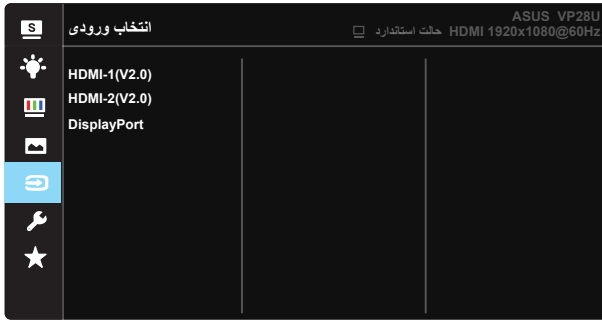 S
انتخاب ورودی
ASUS VP28U
حالت استاندارد HDMI 1920x1080@60Hz
HDMI-1(V2.0)
HDMI-2(V2.0)
DisplayPort